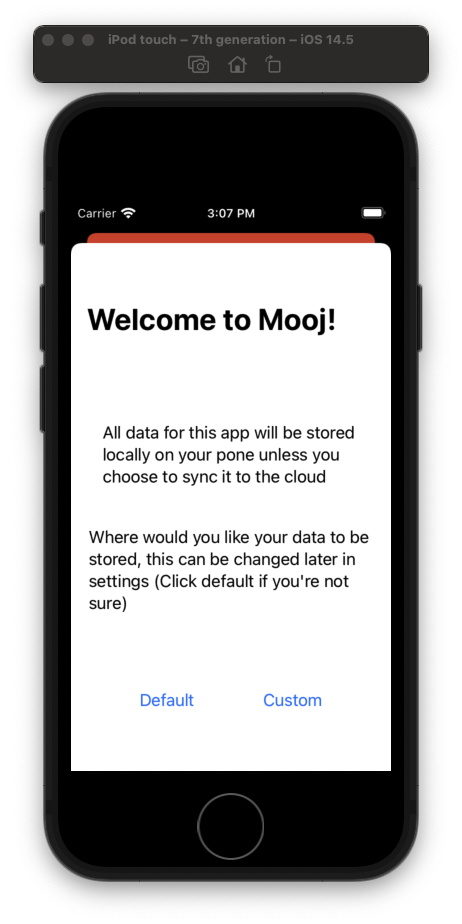 iPod touch – 7th generation – iOS 14.5
Carrier 3:07 PM
Welcome to Mooj!
All data for this app will be stored
locally on your pone unless you
choose to sync it to the cloud
Where would you like your data to be
stored, this can be changed later in
settings (Click default if you're not
sure)
Default Custom